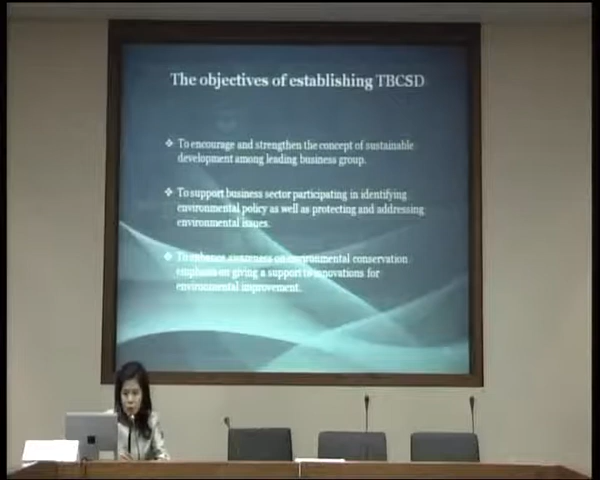 The objectives of establishing TBCSD
❖ To encourage and strengthen the concept of sustainable
development among leading business group.
❖ To support business sector participating in identifying
environmental policy as well as protecting and addressing
environmental issues.
❖ To enhance awareness on environmental conservation
emphasis on giving a support to innovations for
environmental improvement.